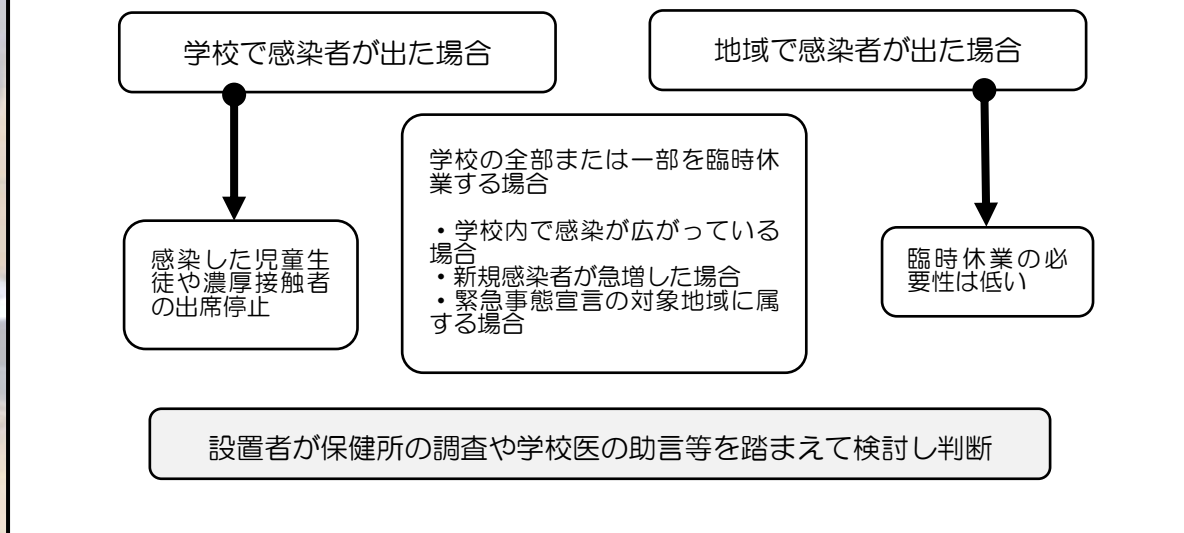 学校で感染者が出た場合
地域で感染者が出た場合
学校の全部または一部を臨時休
業する場合
・学校内で感染が広がっている
場合
・新規感染者が急増した場合
・緊急事態宣言の対象地域に属
する場合
感染した児童生
徒や濃厚接触者
の出席停止
臨時休業の必
要性は低い
設置者が保健所の調査や学校医の助言等を踏まえて検討し判断